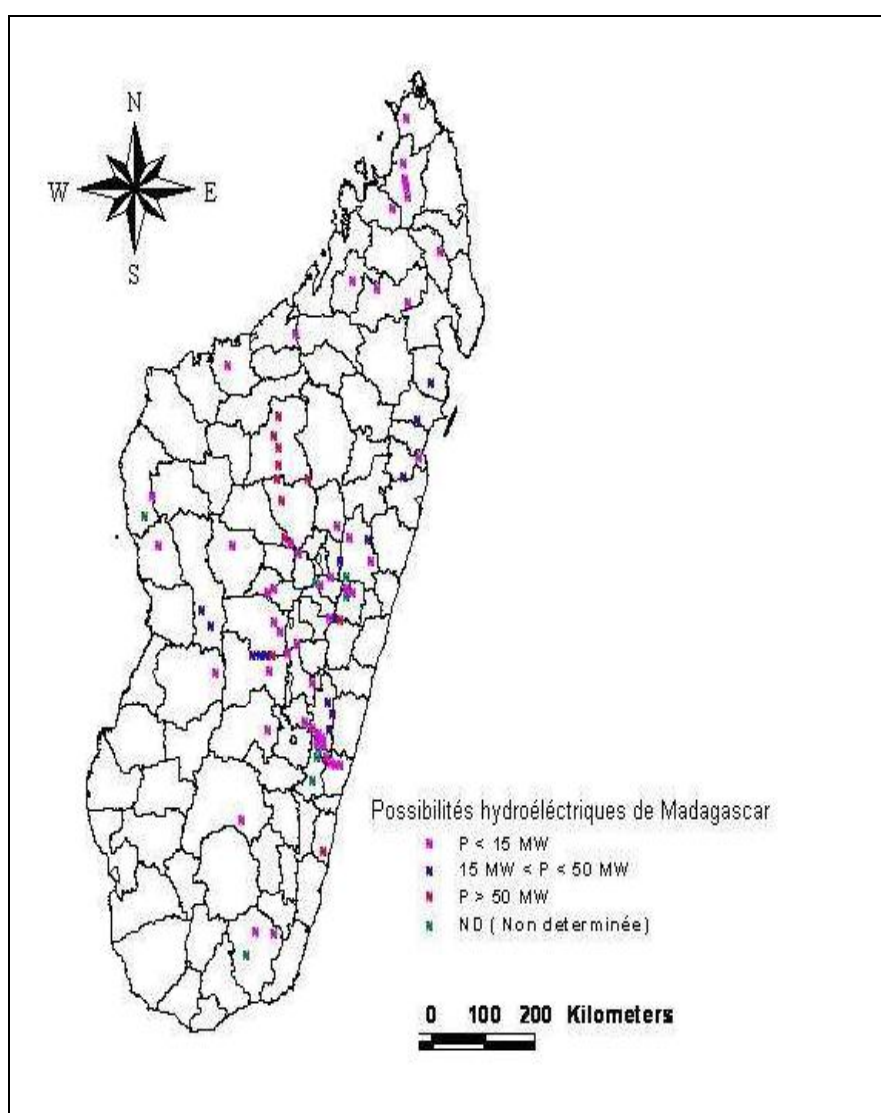 N
W E
S
Possibilités hydroéléctriques de Madagascar
N P < 15 MW
N 15 MW < P < 50 MW
N P > 50 MW
N ND ( Non determinée)
0 100 200 Kilometers